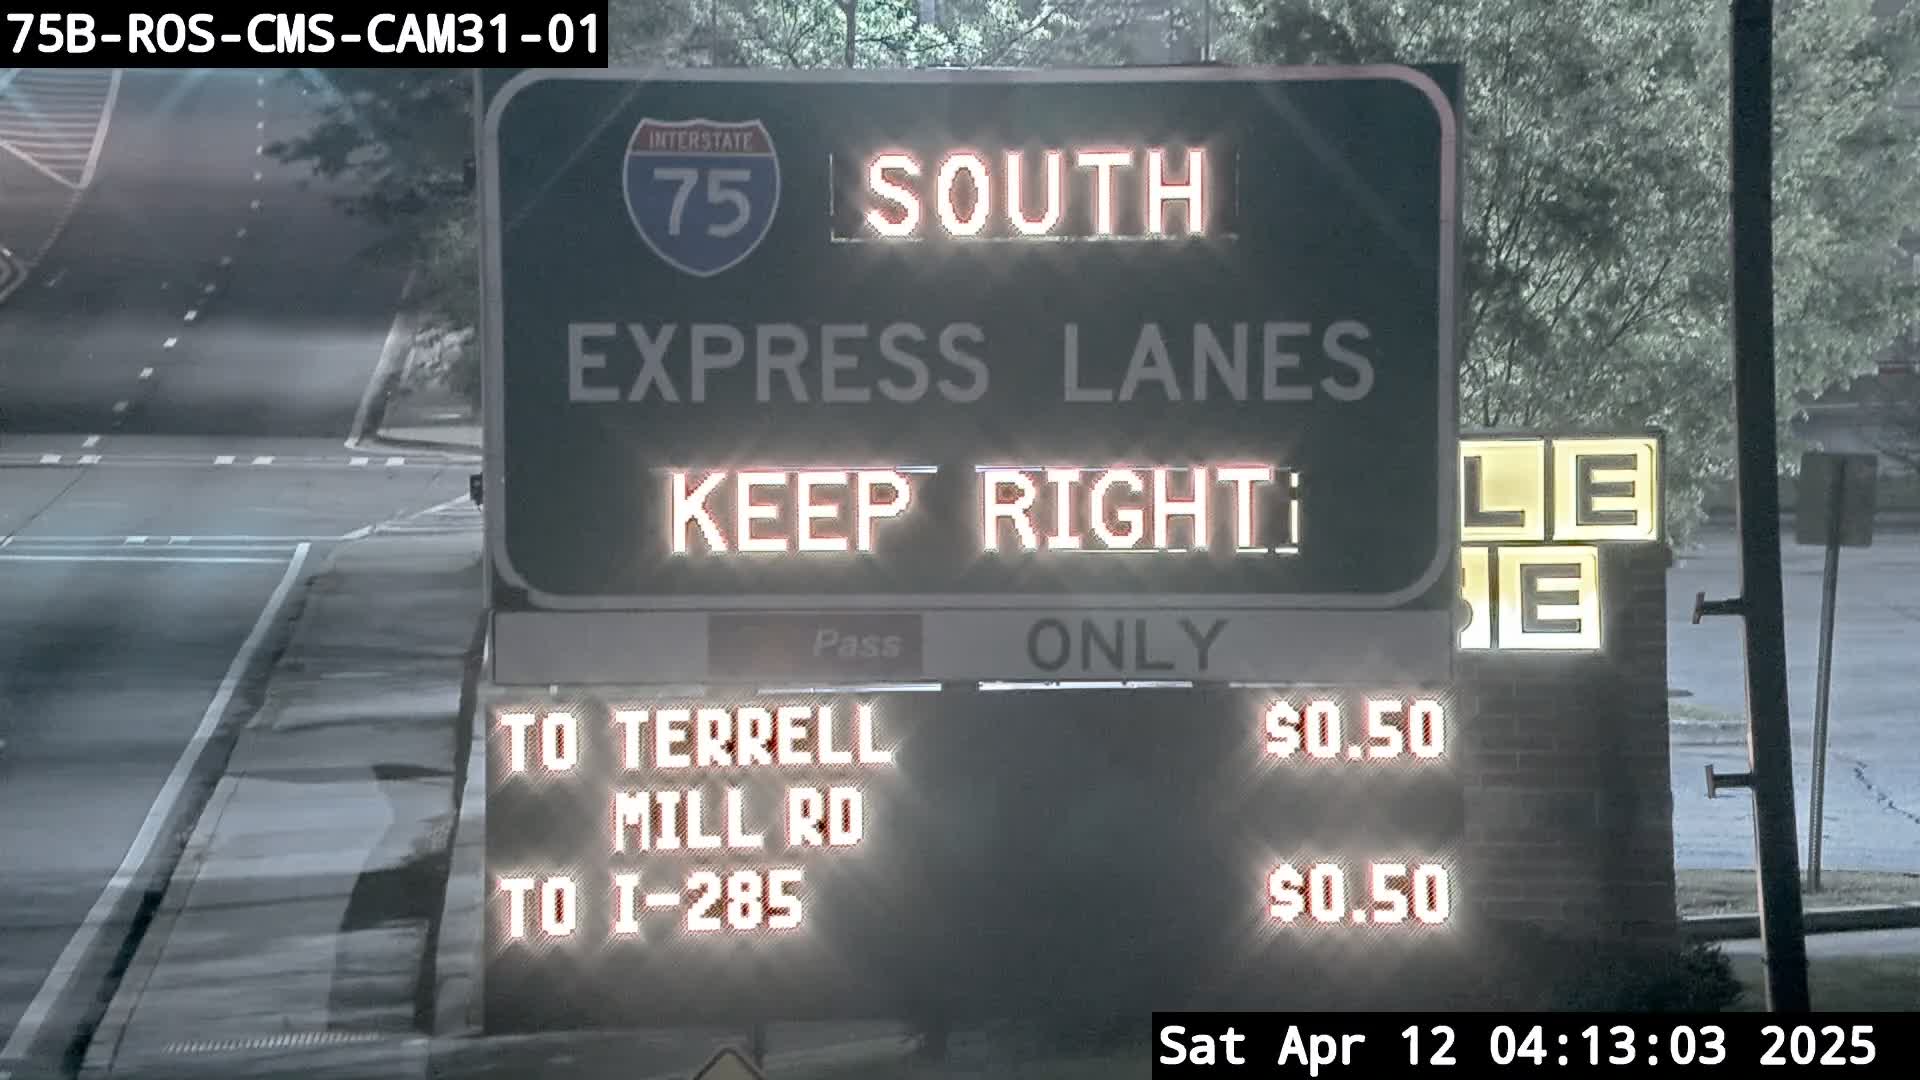 75B-ROS-CMS-CAM31-01
INTERSTATE
75
SOUTH
EXPRESS LANES
KEEP RIGHT
Pass ONLY
TO TERRELL $0.50
MILL RD
TO I-285 $0.50
LE
E
Sat Apr 12 04:13:03 2025